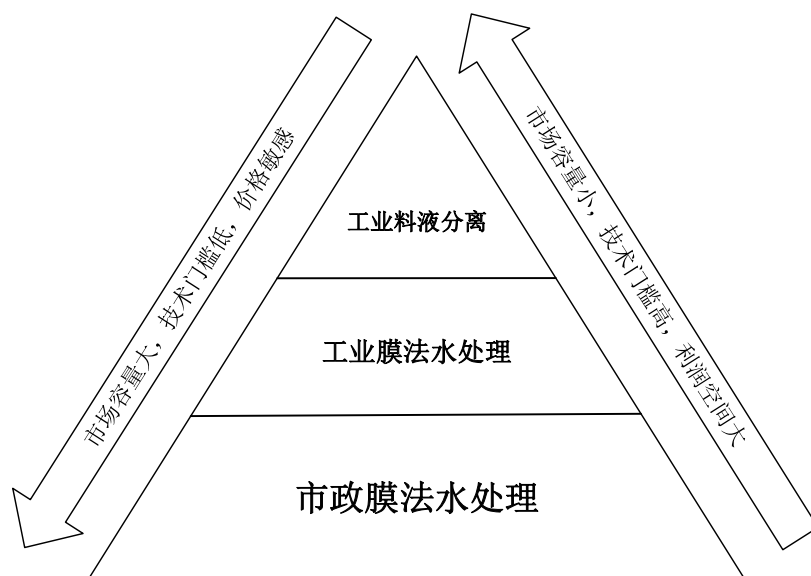 市场容量大，技术门槛低，价格敏感
市场容量小，技术门槛高，利润空间大
工业料液分离
工业膜法水处理
市政膜法水处理